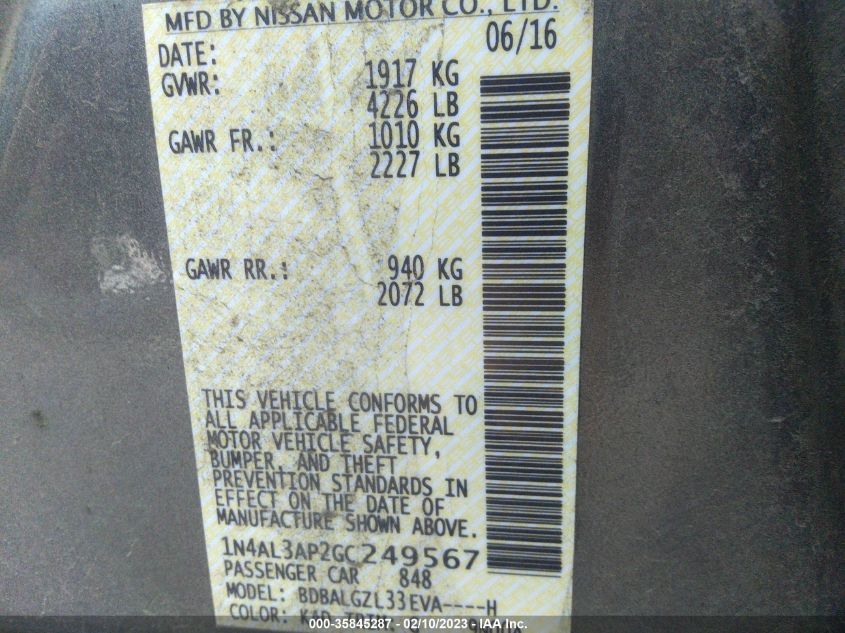 MFD BY NISSAN MOTOR CO., LTD.
DATE: 06/16
GVWR: 1917 KG
4226 LB
GAWR FR.: 1010 KG
2227 LB
GAWR RR.: 940 KG
2072 LB
THIS VEHICLE CONFORMS TO
ALL APPLICABLE FEDERAL
MOTOR VEHICLE SAFETY,
BUMPER, AND THEFT
PREVENTION STANDARDS IN
EFFECT ON THE DATE OF
MANUFACTURE SHOWN ABOVE.
1N4AL3AP2GC249567
PASSENGER CAR 848
MODEL: BDBALGZL33EVA----H
COLOR: KAD
000-35845287 - 02/10/2023 - IAA Inc.